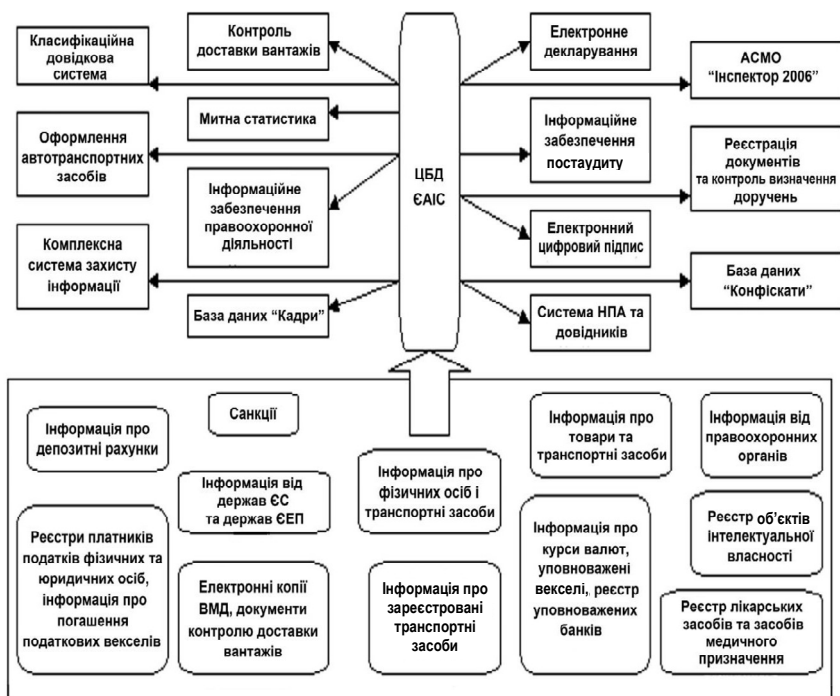 Класифікаційна
довідкова
система
Контроль
доставки
вантажів
Електронне
декларування
АСМО
“Інспектор 2006”
Митна статистика
Оформлення
автотранспортних
засобів
Інформаційне
забезпечення
постаудиту
Реєстрація
документів
та контроль визначення
доручень
ЦБД
ЄАІС
Інформаційне
забезпечення
правоохоронної
діяльності
Електронний
цифровий підпис
Комплексна
система захисту
інформації
База даних
“Конфіскати”
База даних “Кадри”
Система НПА та
довідників
Інформація про
депозитні рахунки
Санкції
Інформація про
товари та
транспортні засоби
Інформація від
правоохоронних
органів
Інформація від
держав ЄС
та держав ЄЕП
Інформація про
фізичних осіб і
транспортні засоби
Реєстр об’єктів
інтелектуальної
власності
Реєстри платників
податків фізичних та
юридичних осіб,
інформація про
погашення
податкових векселів
Електронні копії
ВМД, документи
контролю доставки
вантажів
Інформація про
зареєстровані
транспортні
засоби
Інформація про
курси валют,
уповноважені
векселі, реєстр
уповноважених
банків
Реєстр лікарських
засобів та засобів
медичного
призначення